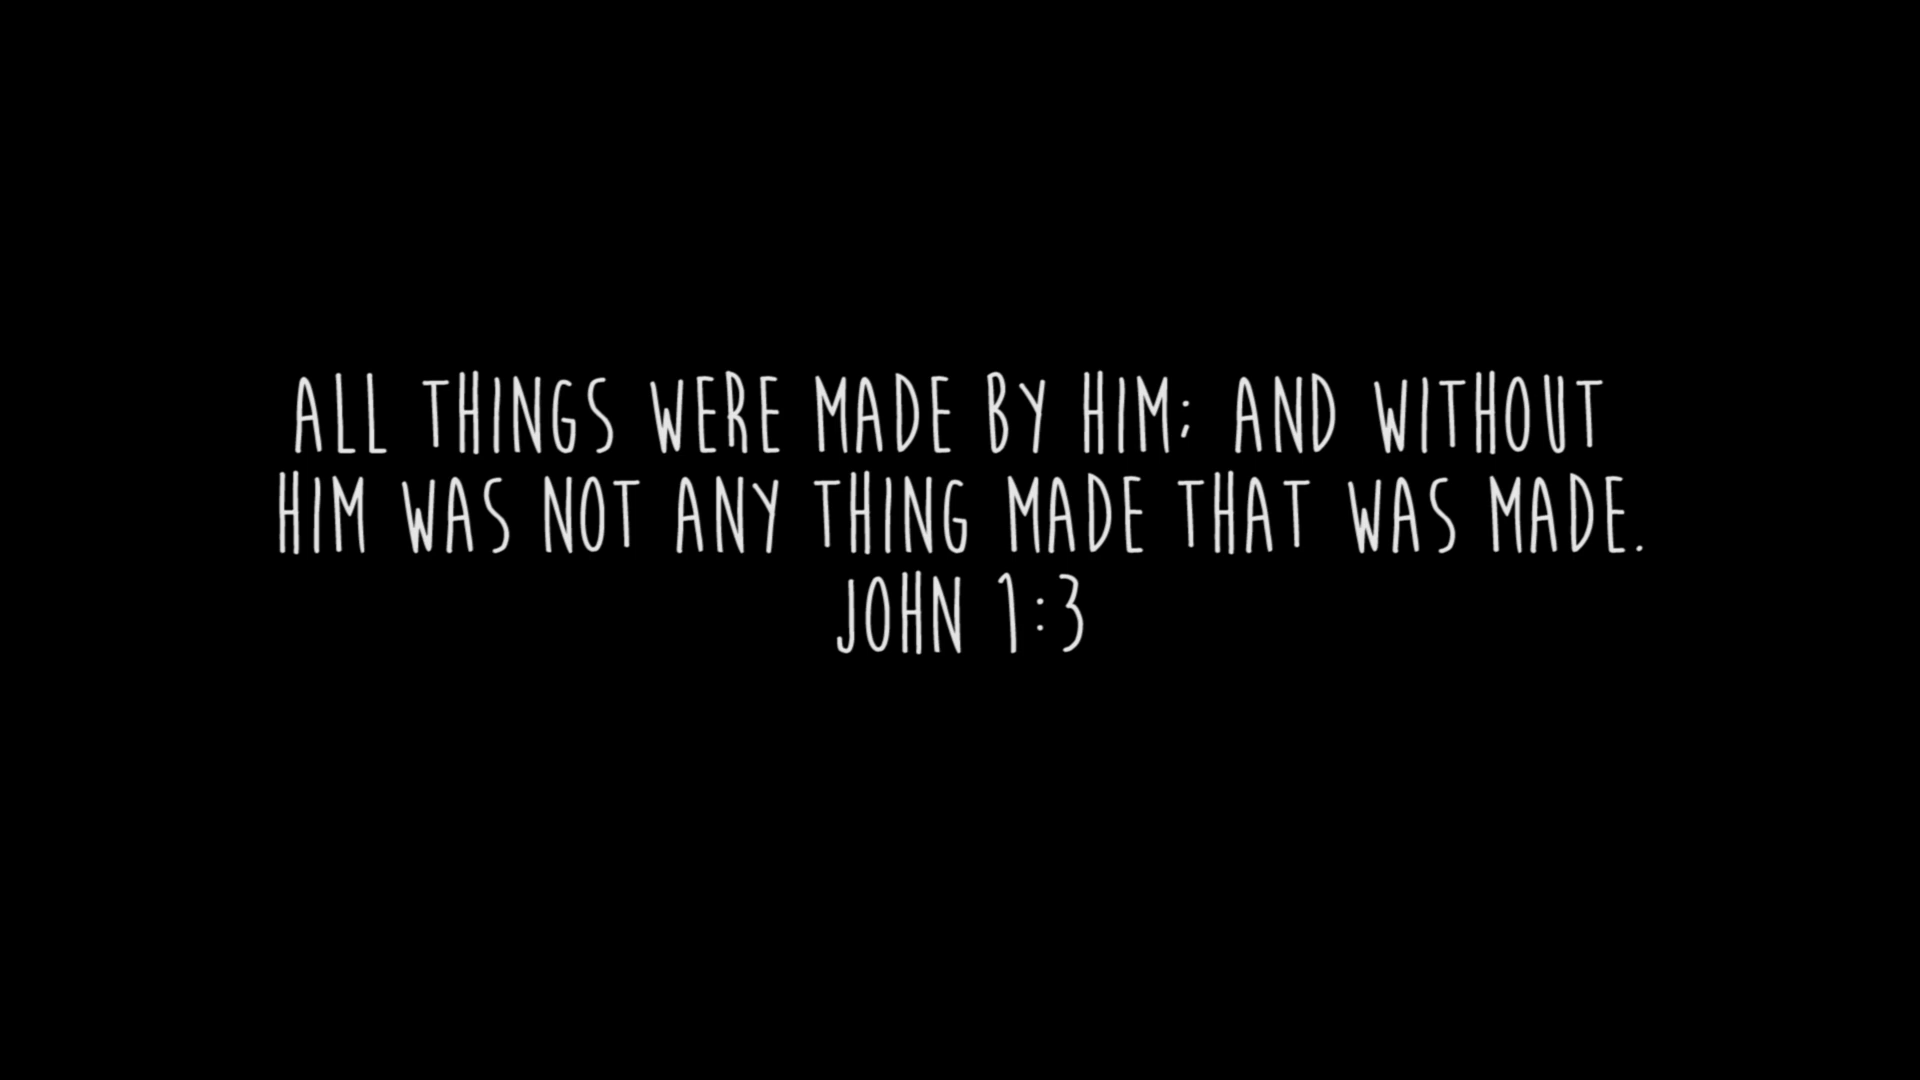 ALL THINGS WERE MADE BY HIM; AND WITHOUT
HIM WAS NOT ANY THING MADE THAT WAS MADE.
JOHN 1:3